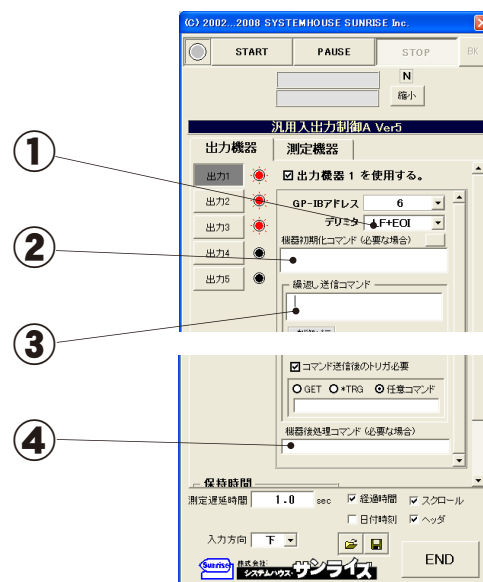 (C) 2002...2008 SYSTEMHOUSE SUNRISE Inc.
START PAUSE STOP BK
N
縮小
汎用入出力制御A Ver5
出力機器 測定機器
①
出力1 ☑出力機器 1 を使用する。
出力2 GP-IBアドレス 6
出力3 デリミタ LF+EOI
②
機器初期化コマンド (必要な場合)
出力4
出力5 繰返し送信コマンド
③
☑コマンド送信後のトリガ必要
GET *TRG 任意コマンド
④
機器後処理コマンド (必要な場合)
保持時間
測定遅延時間 1.0 sec 経過時間 スクロール
日付時刻 ヘッダ
入力方向 下
END
Sunrise 株式会社 システムハウス・サンライズ